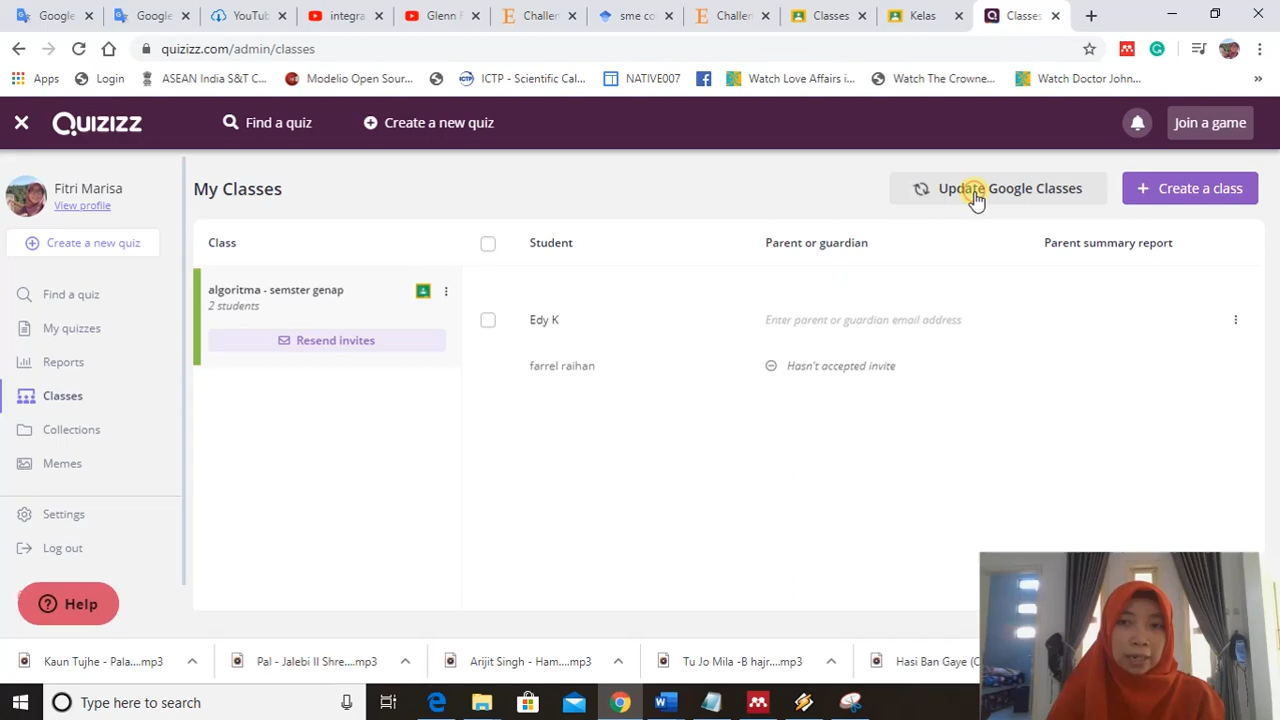 Google
Google
YouTub
integra
Glenn F
Challen
sme co
Challen
Classes
Kelas
Classes
quizizz.com/admin/classes
Apps
Login
ASEAN India S&T C...
Modelio Open Sour...
ICTP - Scientific Cal...
NATIVE007
Watch Love Affairs i...
Watch The Crowne...
Watch Doctor John...
Quizizz
Find a quiz
Create a new quiz
Join a game
Fitri Marisa
View profile
Create a new quiz
Find a quiz
My quizzes
Reports
Classes
Collections
Memes
Settings
Log out
Help
My Classes
Update Google Classes
Create a class
Class
Student
Parent or guardian
Parent summary report
algoritma - semster genap
2 students
Resend invites
Edy K
Enter parent or guardian email address
farrel raihan
Hasn't accepted invite
Kaun Tujhe - Pala....mp3
Pal - Jalebi II Shre....mp3
Arijit Singh - Ham....mp3
Tu Jo Mila -B hajr....mp3
Hasi Ban Gaye (C
Type here to search